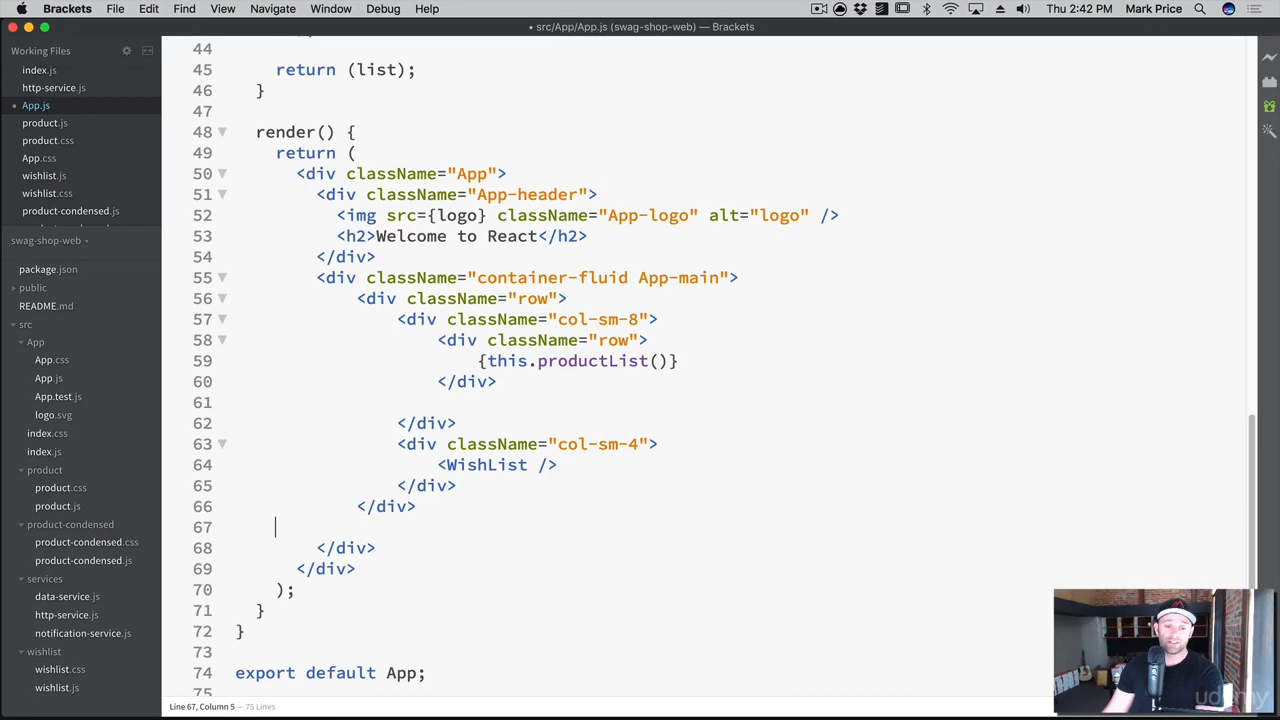 Brackets File Edit Find View Navigate Window Debug Help Thu 2:42 PM Mark Price
• src/App/App.js (swag-shop-web) — Brackets
Working Files
index.js
http-service.js
App.js
product.js
product.css
App.css
wishlist.js
wishlist.css
product-condensed.js
swag-shop-web
package.json
public
README.md
src
App
App.css
App.js
App.test.js
logo.svg
index.css
index.js
product
product.css
product.js
product-condensed
product-condensed.css
product-condensed.js
services
data-service.js
http-service.js
notification-service.js
wishlist
wishlist.css
wishlist.js
44
45 return (list);
46 }
47
48 render() {
49 return (
50 <div className="App">
51 <div className="App-header">
52 <img src={logo} className="App-logo" alt="logo" />
53 <h2>Welcome to React</h2>
54 </div>
55 <div className="container-fluid App-main">
56 <div className="row">
57 <div className="col-sm-8">
58 <div className="row">
59 {this.productList()}
60 </div>
61
62 </div>
63 <div className="col-sm-4">
64 <WishList />
65 </div>
66 </div>
67
68 </div>
69 </div>
70 );
71 }
72 }
73
74 export default App;
75
Line 67, Column 5 — 75 Lines
udemy